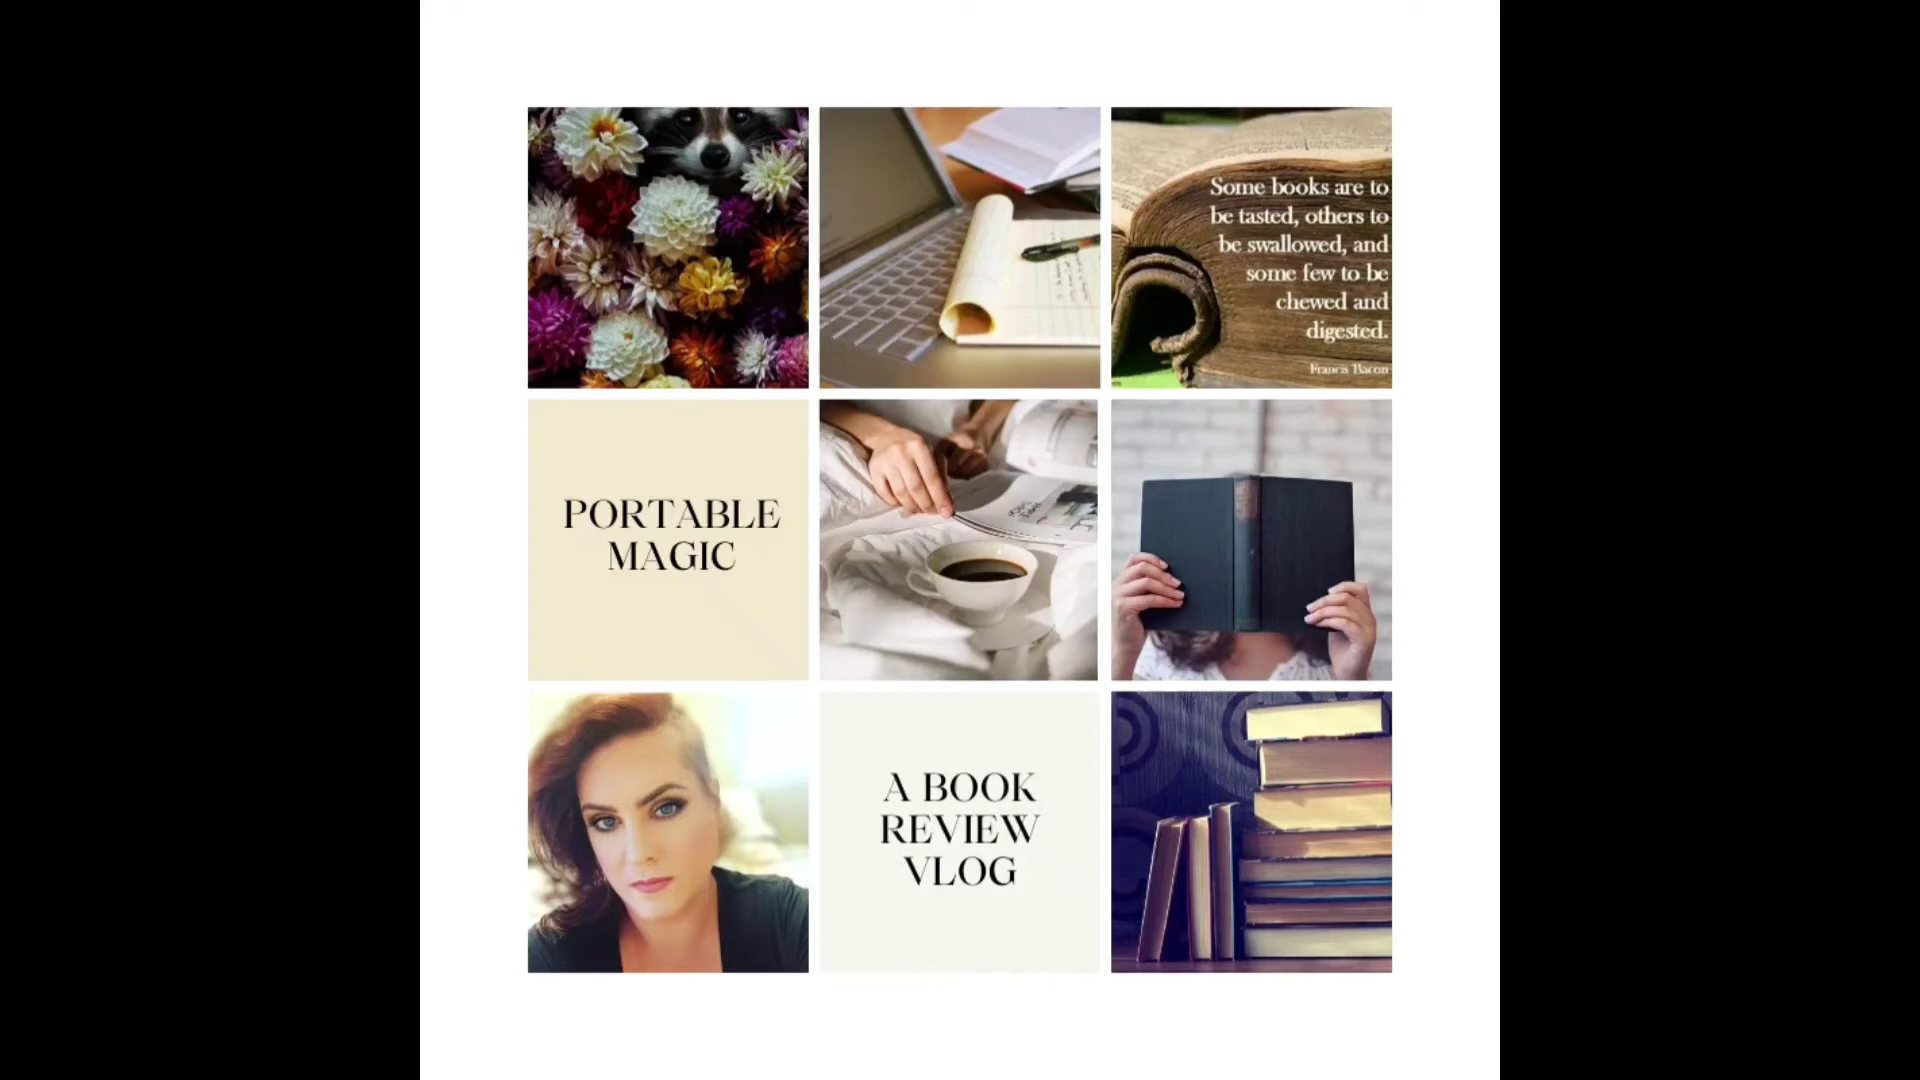 Some books are to
be tasted, others to
be swallowed, and
some few to be
chewed and
digested.
Francis Bacon
PORTABLE
MAGIC
A BOOK
REVIEW
VLOG